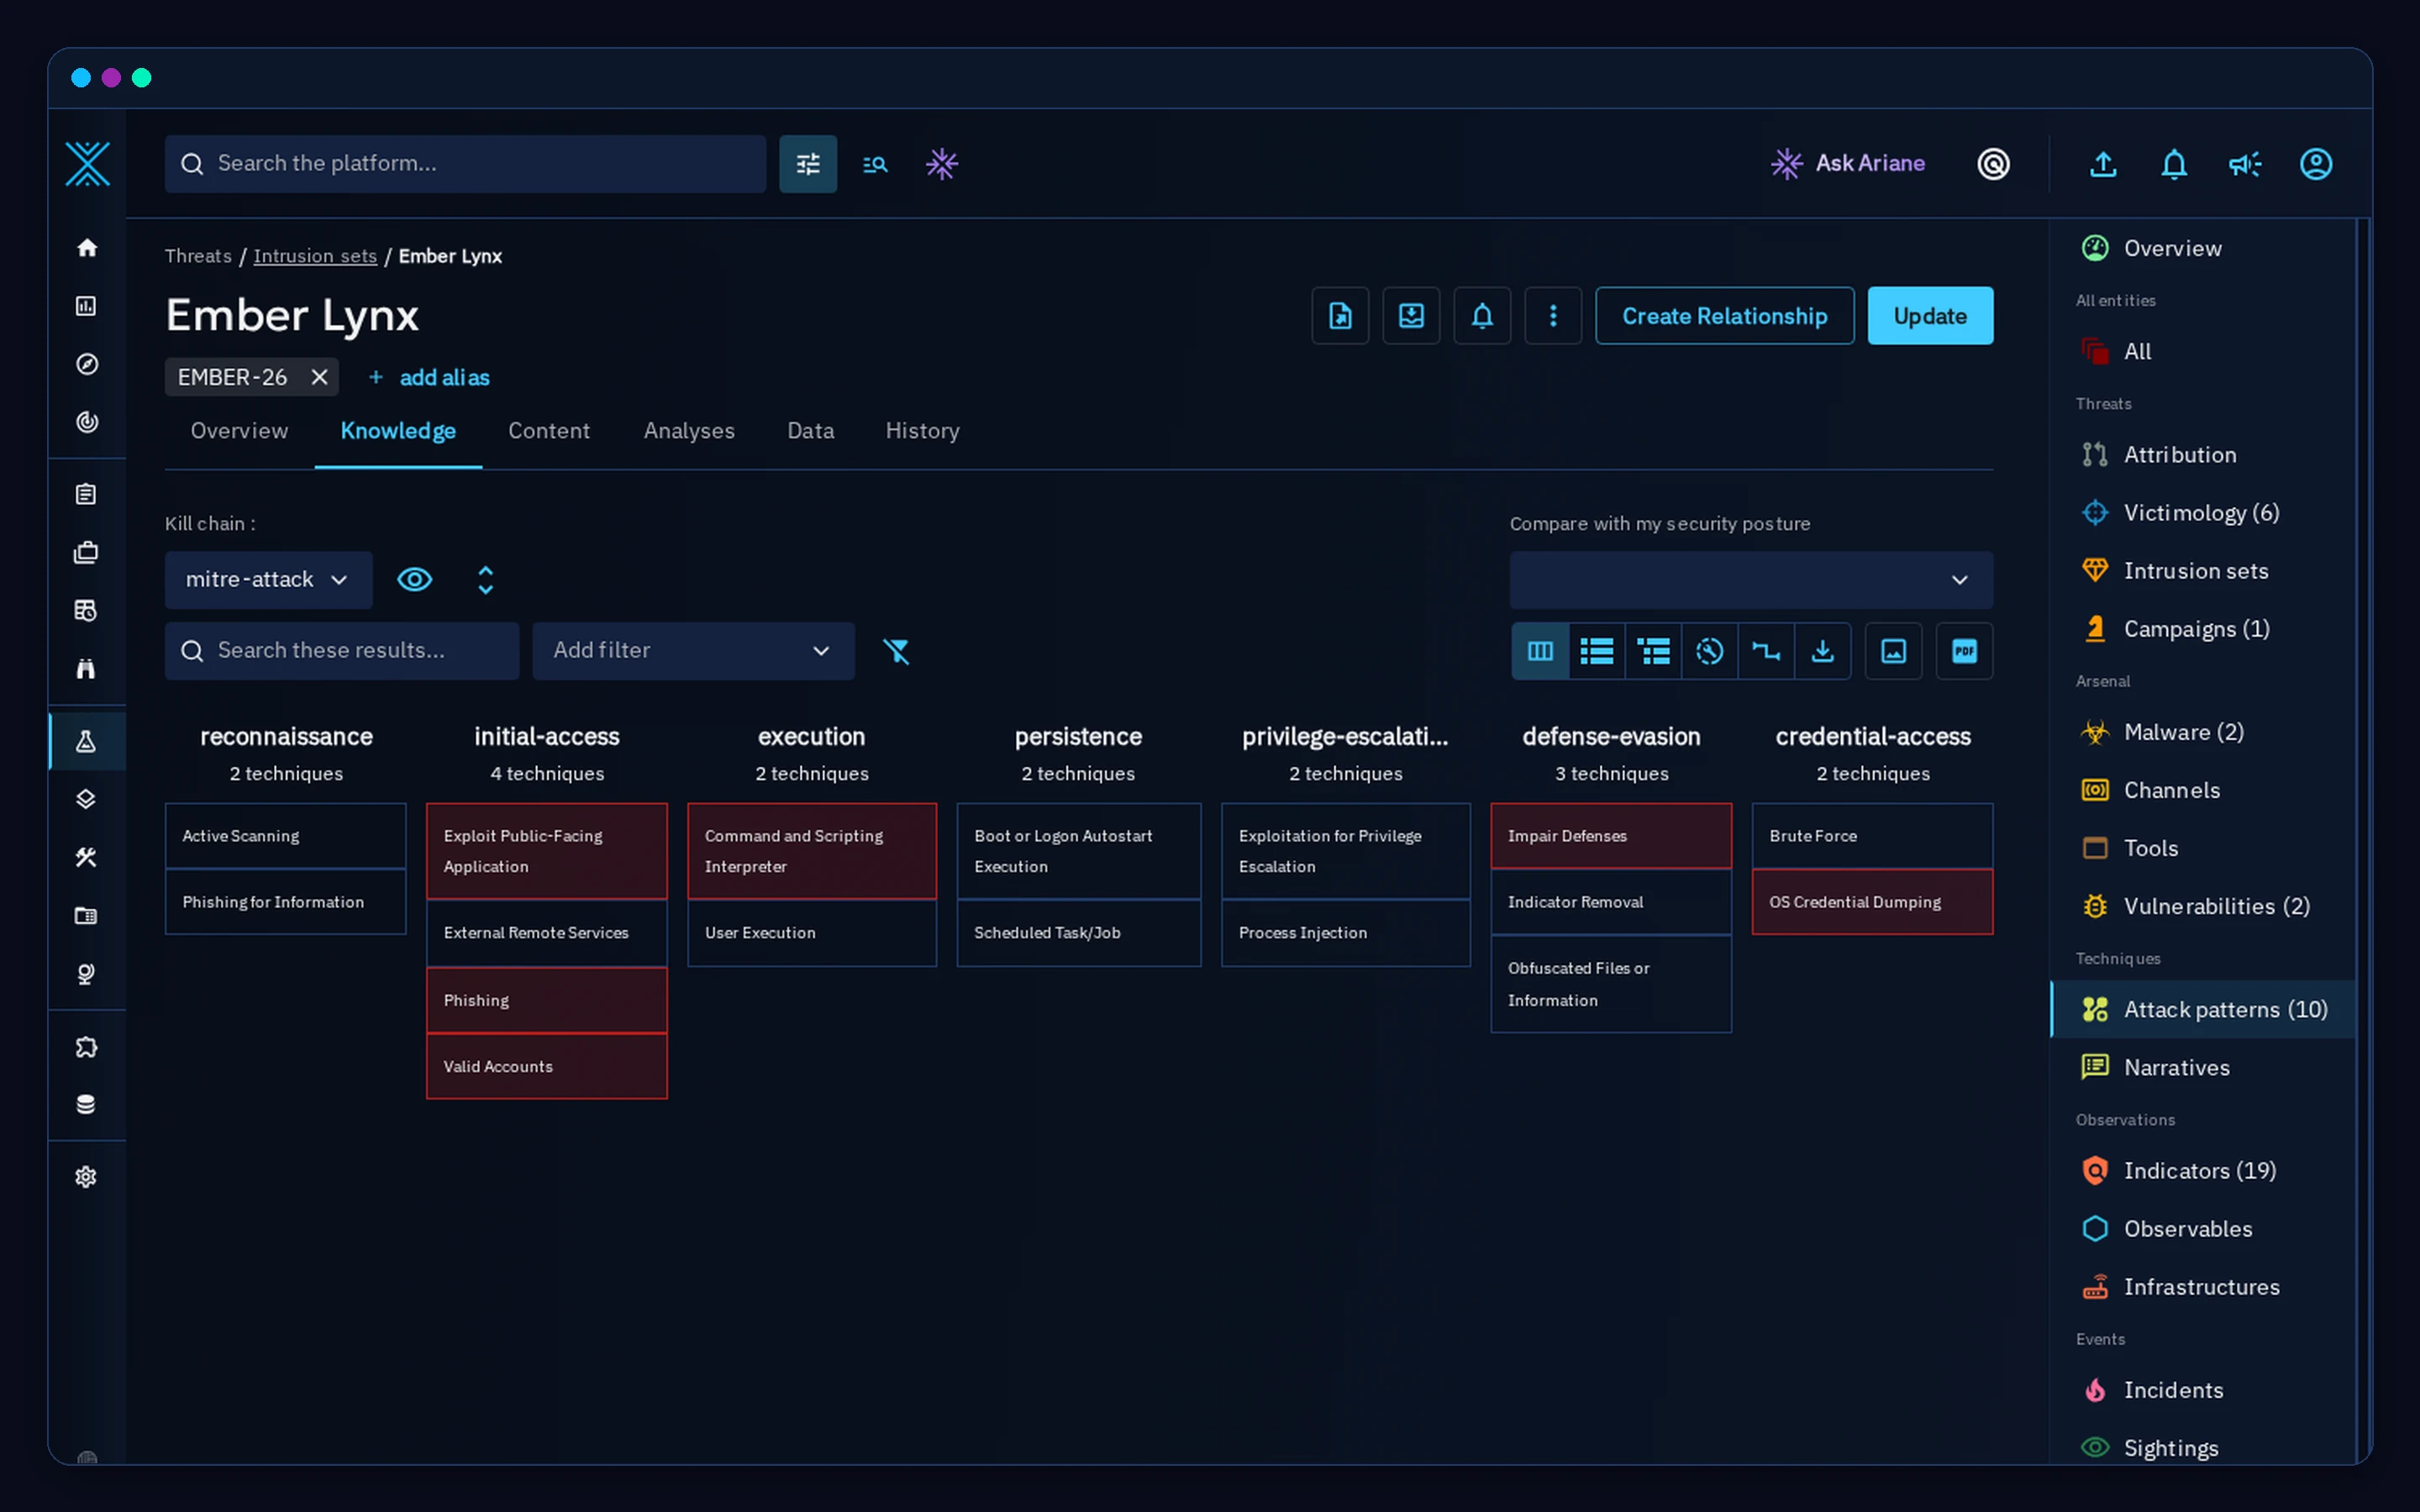 Search the platform...
Ask Ariane
Threats / Intrusion sets / Ember Lynx
Ember Lynx
Create Relationship
Update
EMBER-26
+ add alias
Overview
Knowledge
Content
Analyses
Data
History
Kill chain :
mitre-attack
Compare with my security posture
Search these results...
Add filter
PDF
reconnaissance
2 techniques
Active Scanning
Phishing for Information
initial-access
4 techniques
Exploit Public-Facing
Application
External Remote Services
Phishing
Valid Accounts
execution
2 techniques
Command and Scripting
Interpreter
User Execution
persistence
2 techniques
Boot or Logon Autostart
Execution
Scheduled Task/Job
privilege-escalati...
2 techniques
Exploitation for Privilege
Escalation
Process Injection
defense-evasion
3 techniques
Impair Defenses
Indicator Removal
Obfuscated Files or
Information
credential-access
2 techniques
Brute Force
OS Credential Dumping
Overview
All entities
All
Threats
Attribution
Victimology (6)
Intrusion sets
Campaigns (1)
Arsenal
Malware (2)
Channels
Tools
Vulnerabilities (2)
Techniques
Attack patterns (10)
Narratives
Observations
Indicators (19)
Observables
Infrastructures
Events
Incidents
Sightings